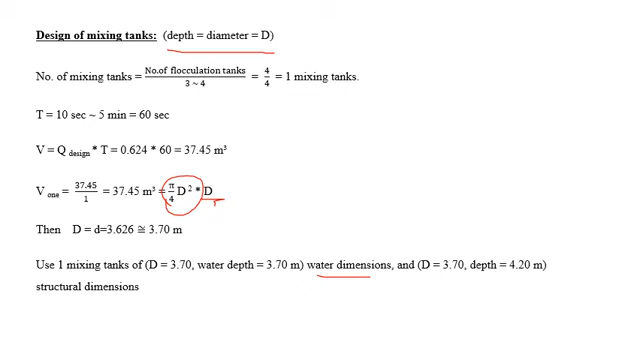 Design of mixing tanks: (depth = diameter = D)
No. of mixing tanks = No.of flocculation tanks / 3 ~ 4 = 4/4 = 1 mixing tanks.
T = 10 sec ~ 5 min = 60 sec
V = Q design * T = 0.624 * 60 = 37.45 m³
V one = 37.45/1 = 37.45 m³ = π/4 D² * D
Then D = d=3.626 ≅ 3.70 m
Use 1 mixing tanks of (D = 3.70, water depth = 3.70 m) water dimensions, and (D = 3.70, depth = 4.20 m)
structural dimensions